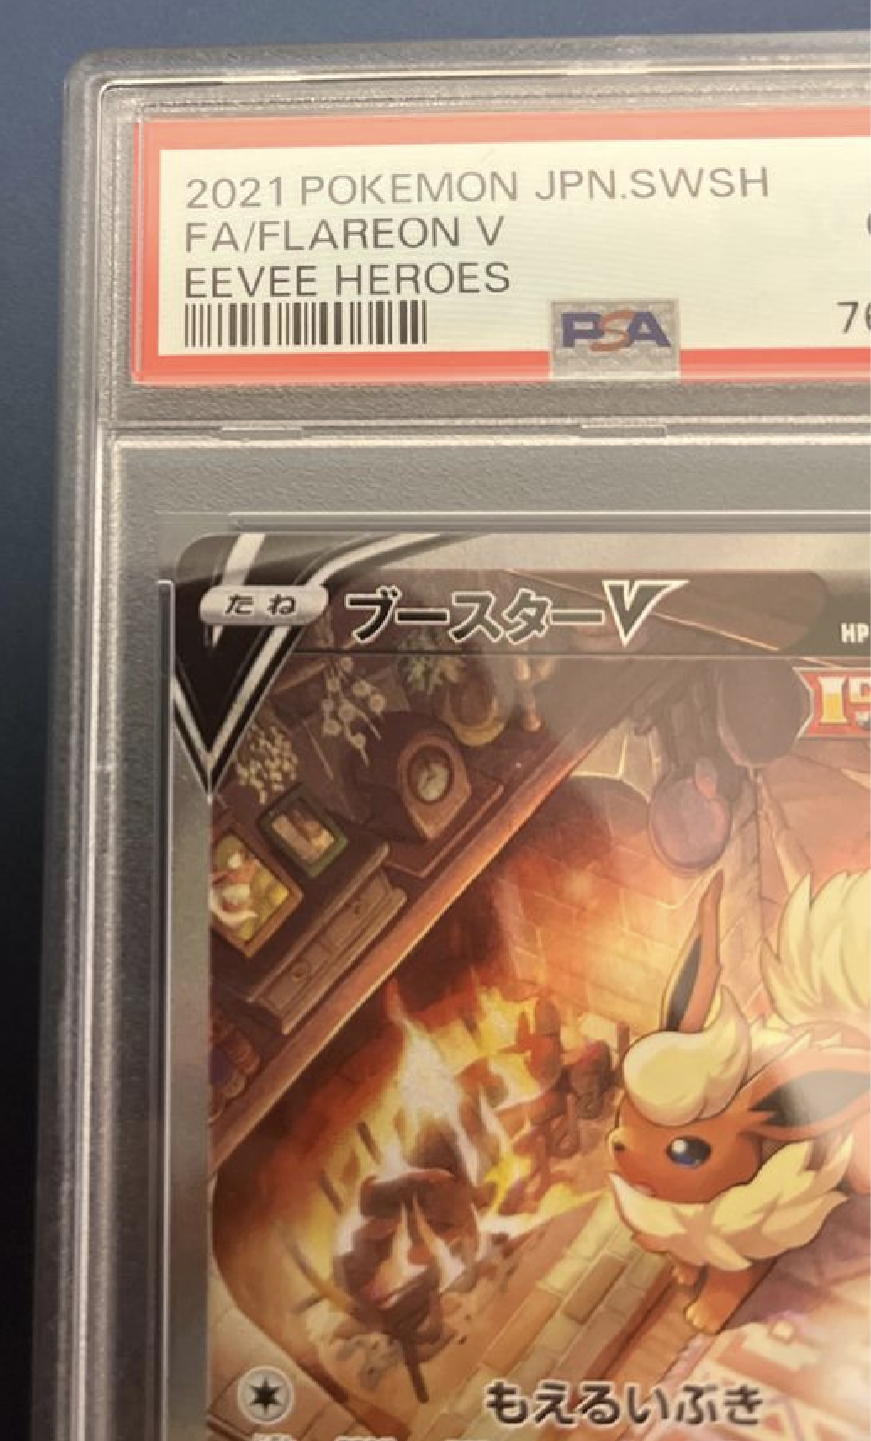 2021 POKEMON JPN.SWSH
FA/FLAREON V
EEVEE HEROES
PSA
たね ブースターV HP
もえるいぶき